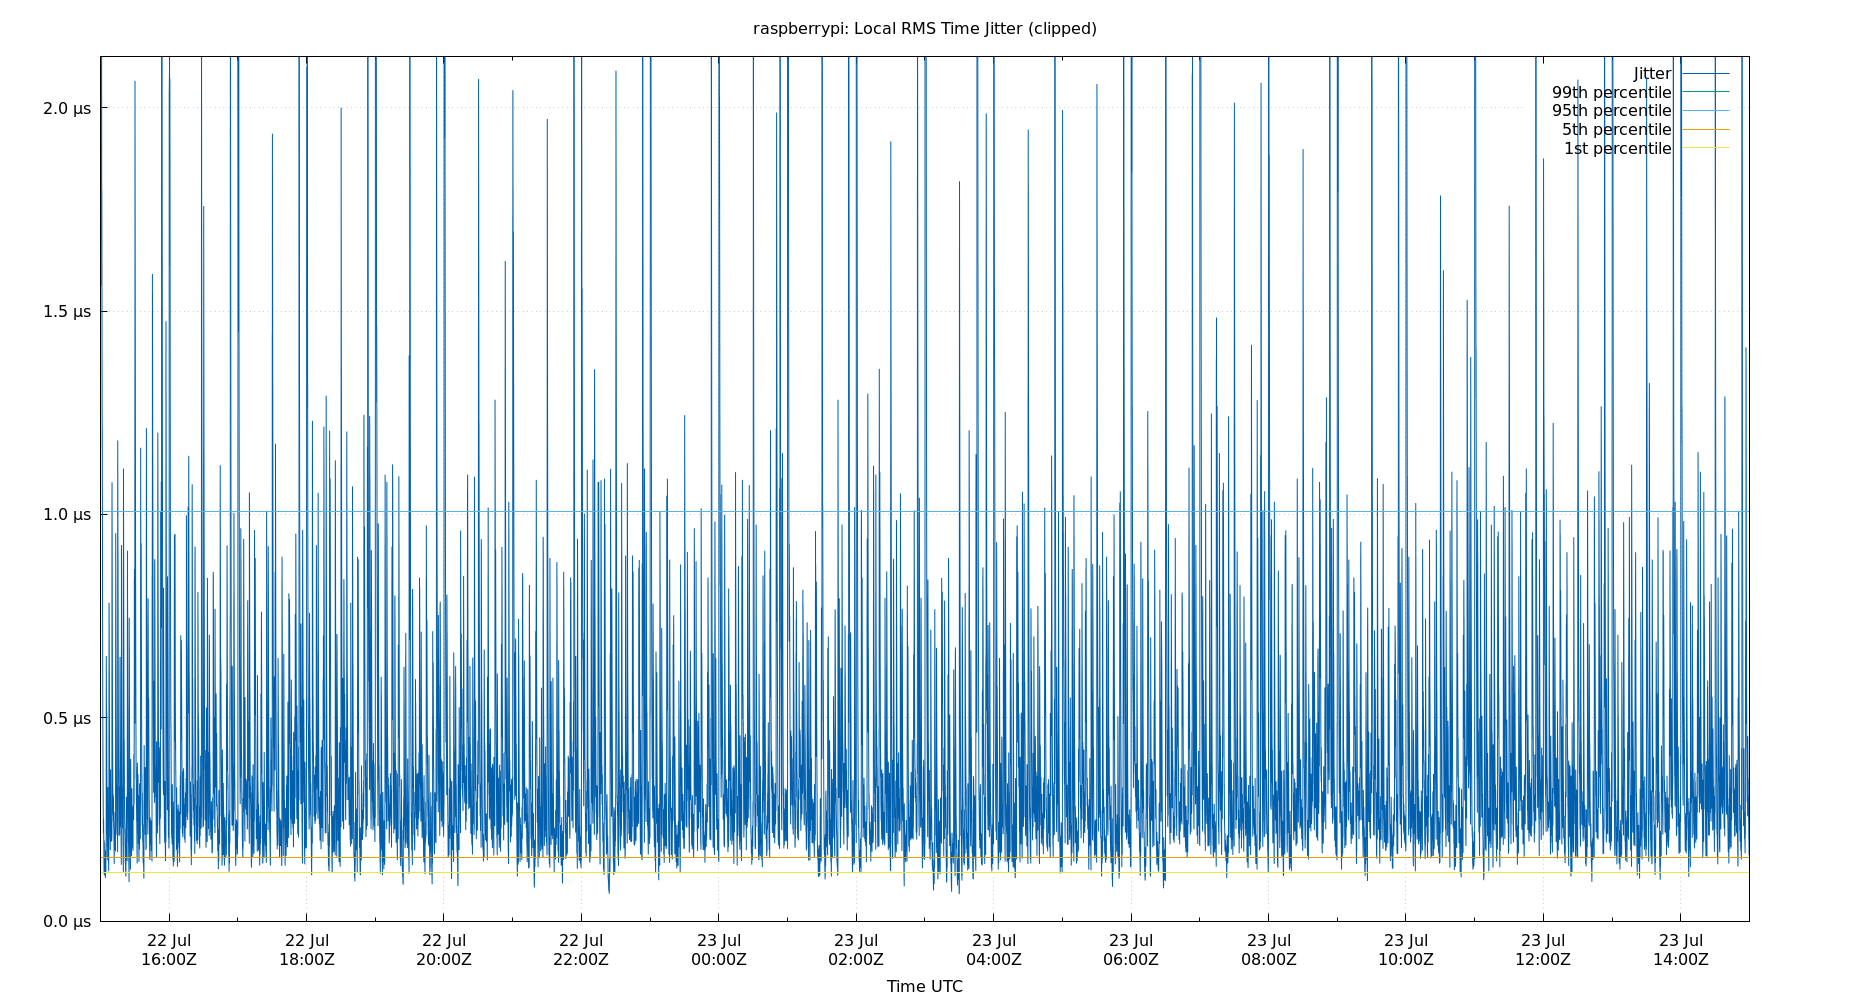 raspberrypi: Local RMS Time Jitter (clipped)
Jitter
99th percentile
95th percentile
5th percentile
1st percentile
2.0 µs
1.5 µs
1.0 µs
0.5 µs
0.0 µs
22 Jul 22 Jul 22 Jul 22 Jul 23 Jul 23 Jul 23 Jul 23 Jul 23 Jul 23 Jul 23 Jul 23 Jul
16:00Z 18:00Z 20:00Z 22:00Z 00:00Z 02:00Z 04:00Z 06:00Z 08:00Z 10:00Z 12:00Z 14:00Z
Time UTC